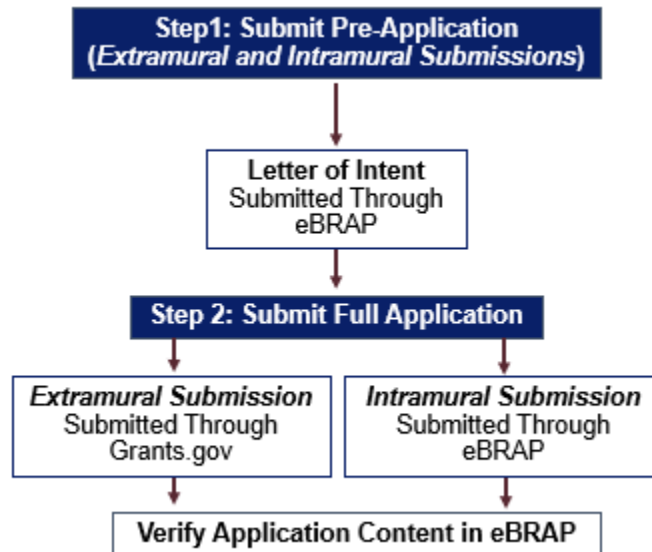 Step1: Submit Pre-Application
(Extramural and Intramural Submissions)
Letter of Intent
Submitted Through
eBRAP
Step 2: Submit Full Application
Extramural Submission
Submitted Through
Grants.gov
Intramural Submission
Submitted Through
eBRAP
Verify Application Content in eBRAP